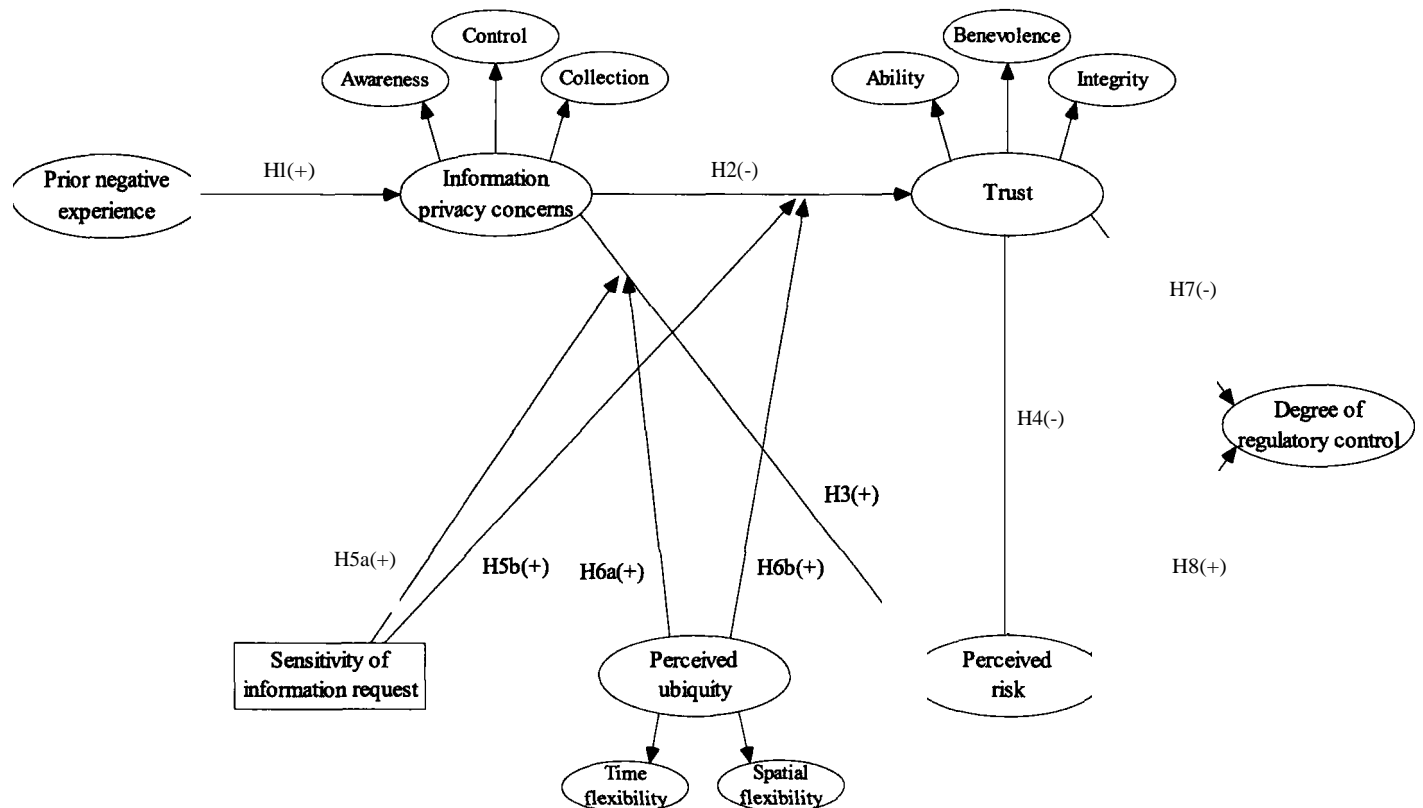 Control
Benevolence
Awareness
Collection
Ability
Integrity
H1(+)
H2(-)
Prior negative
experience
Information
privacy concerns
Trust
H7(-)
Degree of
regulatory control
H4(-)
H3(+)
H5a(+)
H5b(+)
H6a(+)
H6b(+)
H8(+)
Sensitivity of
information request
Perceived
ubiquity
Perceived
risk
Time
flexibility
Spatial
flexibility